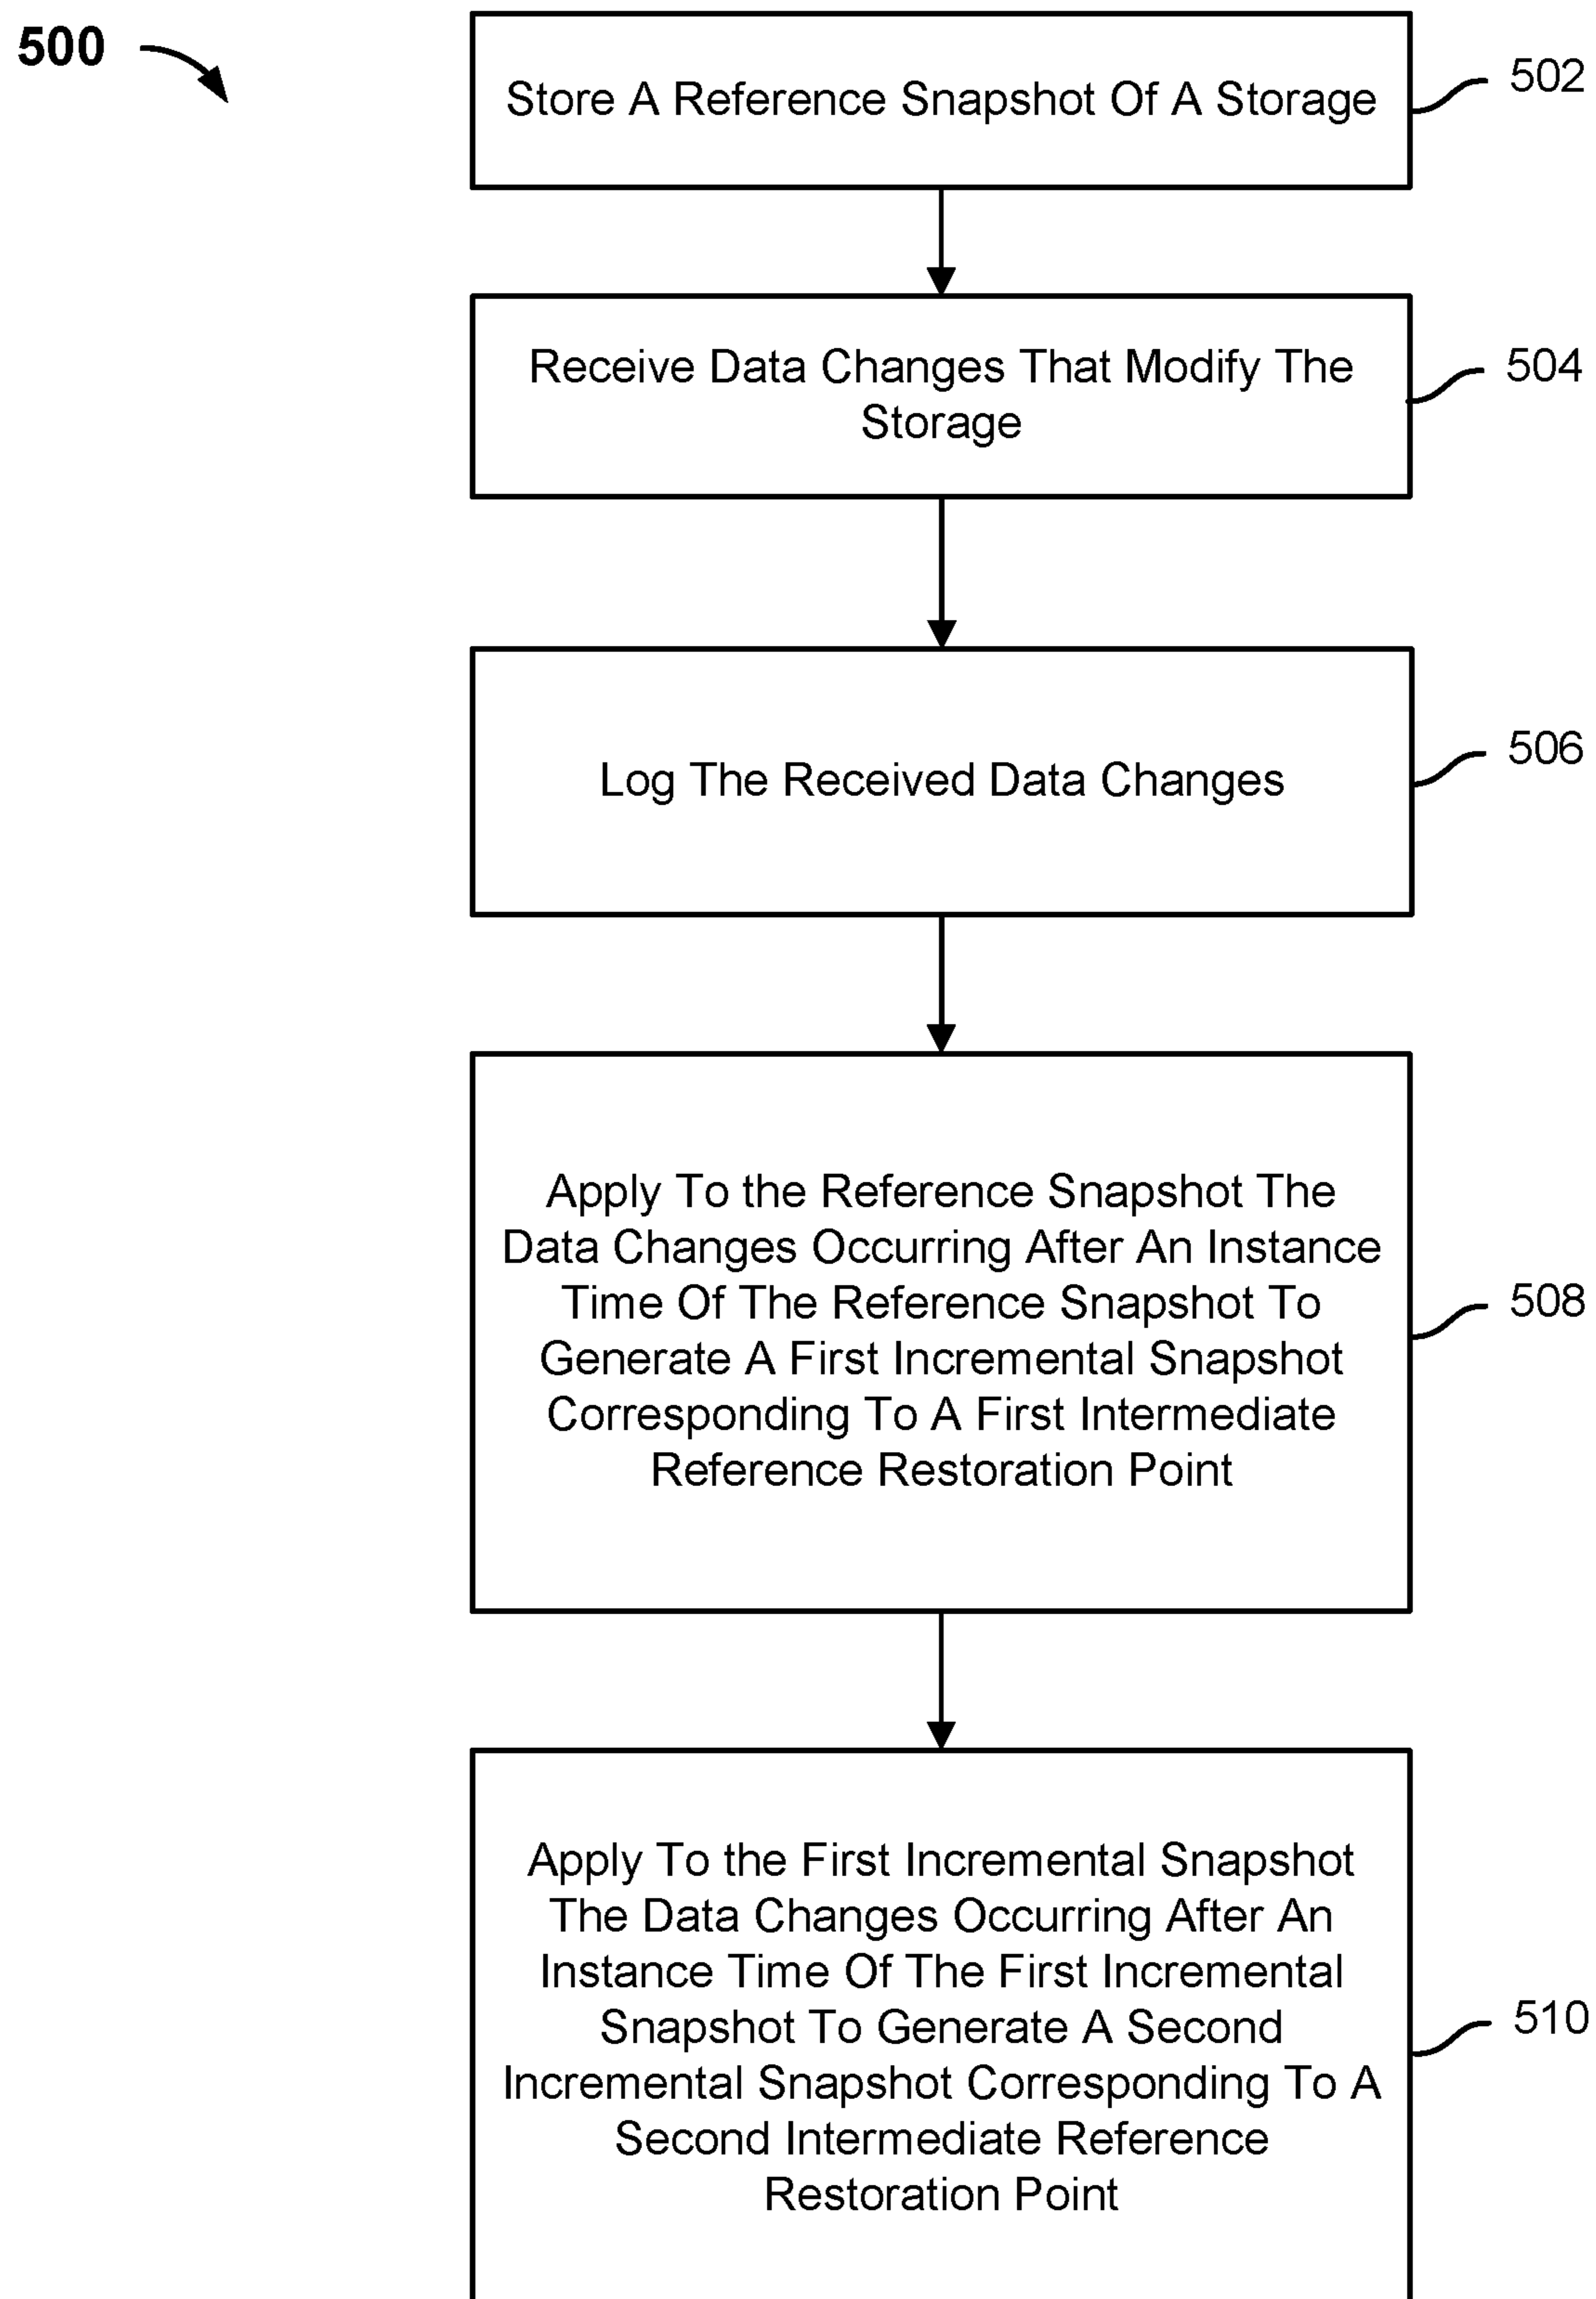 500
Store A Reference Snapshot Of A Storage
502
Receive Data Changes That Modify The
Storage
504
Log The Received Data Changes
506
Apply To the Reference Snapshot The
Data Changes Occurring After An Instance
Time Of The Reference Snapshot To
Generate A First Incremental Snapshot
Corresponding To A First Intermediate
Reference Restoration Point
508
Apply To the First Incremental Snapshot
The Data Changes Occurring After An
Instance Time Of The First Incremental
Snapshot To Generate A Second
Incremental Snapshot Corresponding To A
Second Intermediate Reference
Restoration Point
510